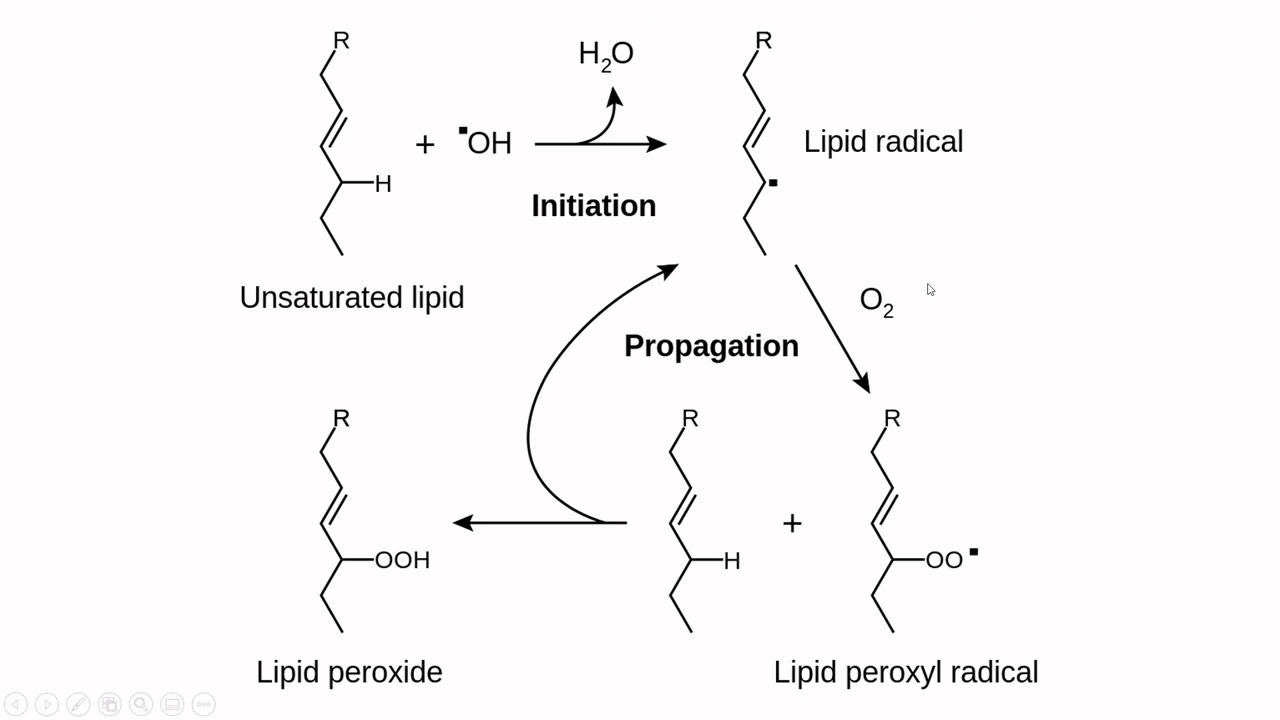 R
H₂O
R
+ ▪OH
Lipid radical
H
Initiation
Unsaturated lipid
O₂
Propagation
R
R
R
+
OOH
H
OO▪
Lipid peroxide
Lipid peroxyl radical